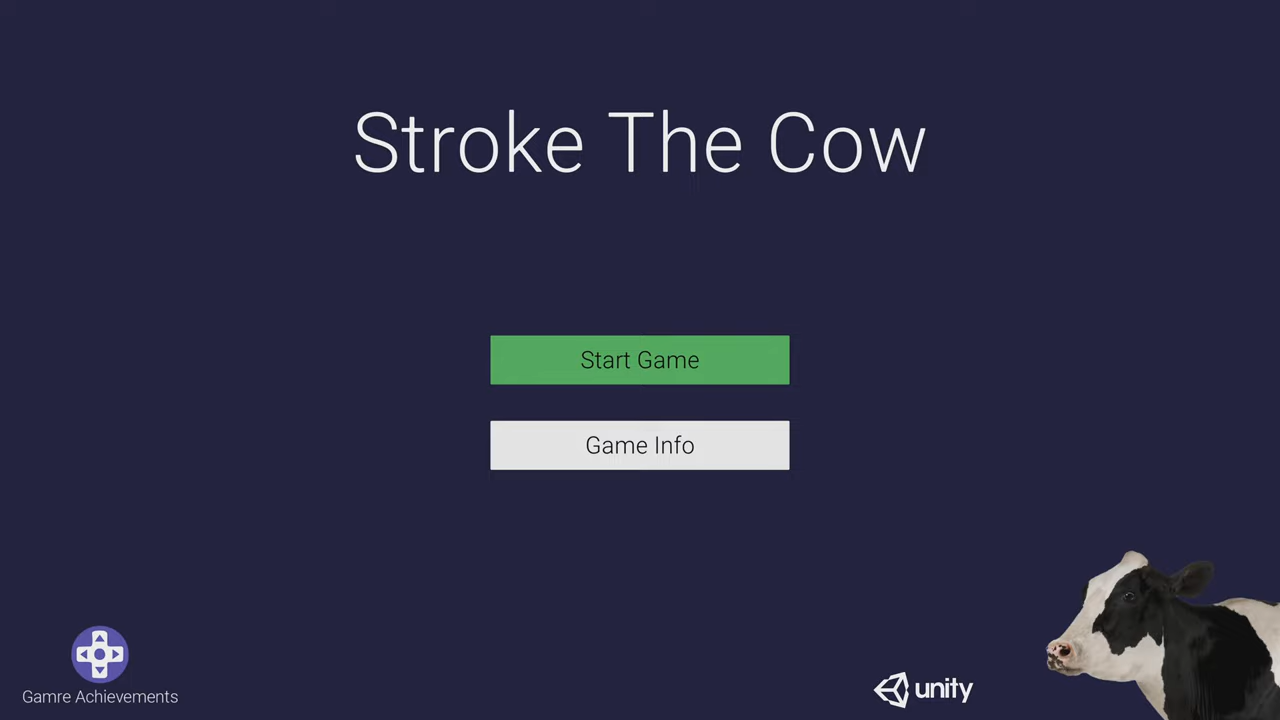 Stroke The Cow
Start Game
Game Info
Gamre Achievements
unity